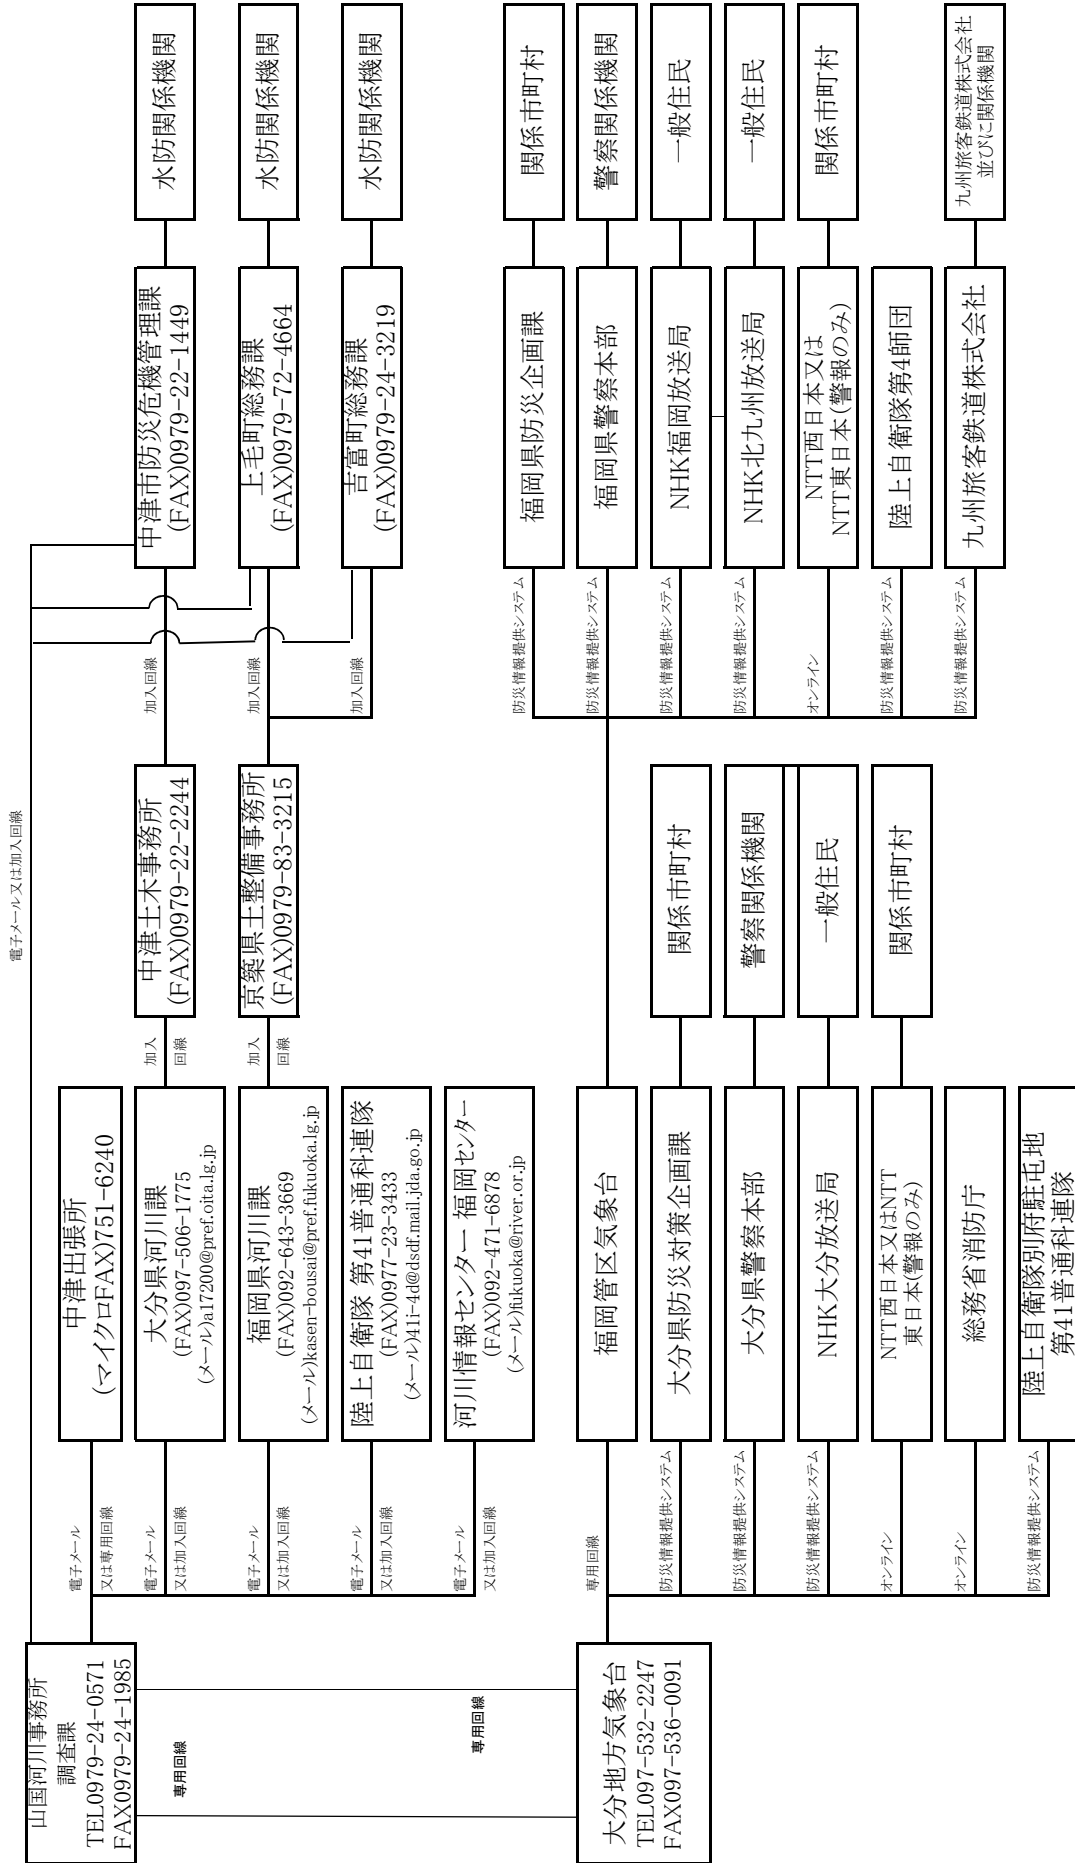 電子メール又は加入回線
山国河川事務所
調査課
TEL0979-24-0571
FAX0979-24-1985
専用回線
専用回線
大分地方気象台
TEL097-532-2247
FAX097-536-0091
電子メール
又は専用回線
中津出張所
(マイクロFAX)751-6240
電子メール
又は加入回線
大分県河川課
(FAX)097-506-1775
(メール)a17200@pref.oita.lg.jp
加入
回線
中津土木事務所
(FAX)0979-22-2244
加入回線
中津市防災危機管理課
(FAX)0979-22-1449
水防関係機関
電子メール
又は加入回線
福岡県河川課
(FAX)092-643-3669
(メール)kasen-bousai@pref.fukuoka.lg.jp
加入
回線
京築県土整備事務所
(FAX)0979-83-3215
加入回線
上毛町総務課
(FAX)0979-72-4664
水防関係機関
加入回線
吉富町総務課
(FAX)0979-24-3219
水防関係機関
電子メール
又は加入回線
陸上自衛隊 第41普通科連隊
(FAX)0977-23-3433
(メール)41i-4d@dsdf.mail.jda.go.jp
電子メール
又は加入回線
河川情報センター 福岡センター
(FAX)092-471-6878
(メール)fukuoka@river.or.jp
専用回線
福岡管区気象台
防災情報提供システム
福岡県防災企画課
関係市町村
防災情報提供システム
福岡県警察本部
警察関係機関
防災情報提供システム
NHK福岡放送局
一般住民
防災情報提供システム
NHK北九州放送局
一般住民
オンライン
NTT西日本又は
NTT東日本(警報のみ)
関係市町村
防災情報提供システム
陸上自衛隊第4師団
防災情報提供システム
九州旅客鉄道株式会社
九州旅客鉄道株式会社
並びに関係機関
防災情報提供システム
大分県防災対策企画課
関係市町村
防災情報提供システム
大分県警察本部
警察関係機関
防災情報提供システム
NHK大分放送局
一般住民
オンライン
NTT西日本又はNTT
東日本(警報のみ)
関係市町村
オンライン
総務省消防庁
防災情報提供システム
陸上自衛隊別府駐屯地
第41普通科連隊